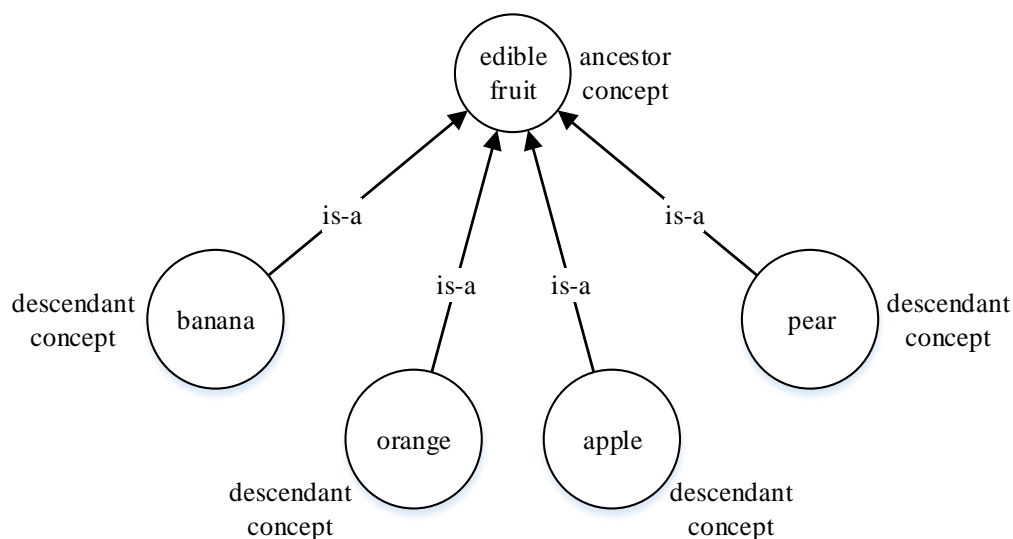 edible
fruit
ancestor
concept
is-a
is-a
is-a
is-a
descendant
concept
banana
pear
descendant
concept
orange
apple
descendant
concept
descendant
concept